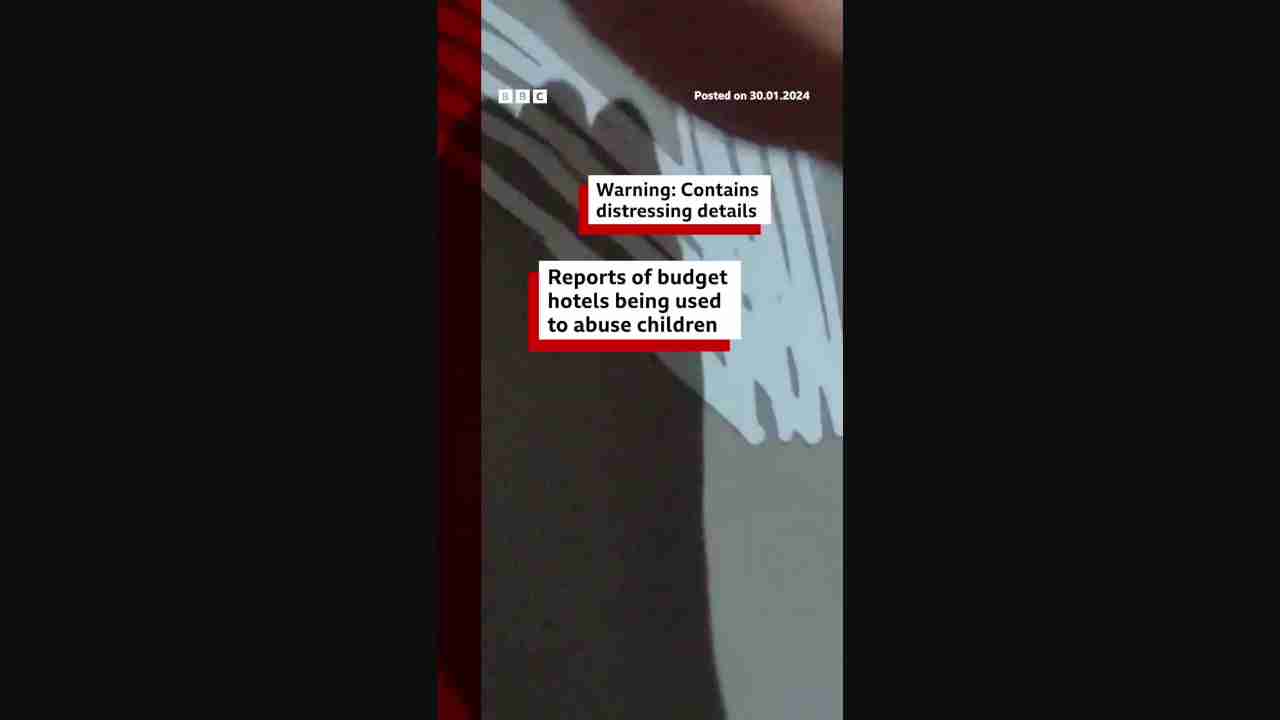 BBC
Posted on 30.01.2024
Warning: Contains
distressing details
Reports of budget
hotels being used
to abuse children